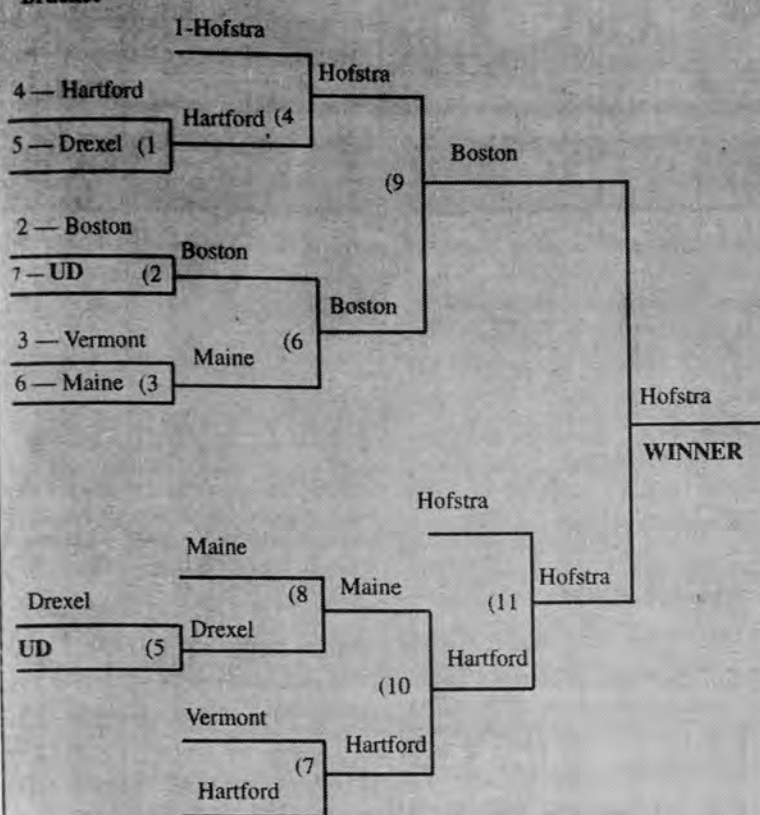 1-Hofstra
Hofstra
4 — Hartford
Hartford (4
5 — Drexel (1
Boston
(9
2 — Boston
Boston
7 — UD (2
Boston
3 — Vermont
Maine
(6
6 — Maine (3
Hofstra
WINNER
Hofstra
Maine
(8
Maine
Hofstra
(11
Drexel
Drexel
UD (5
Hartford
(10
Vermont
Hartford
(7
Hartford